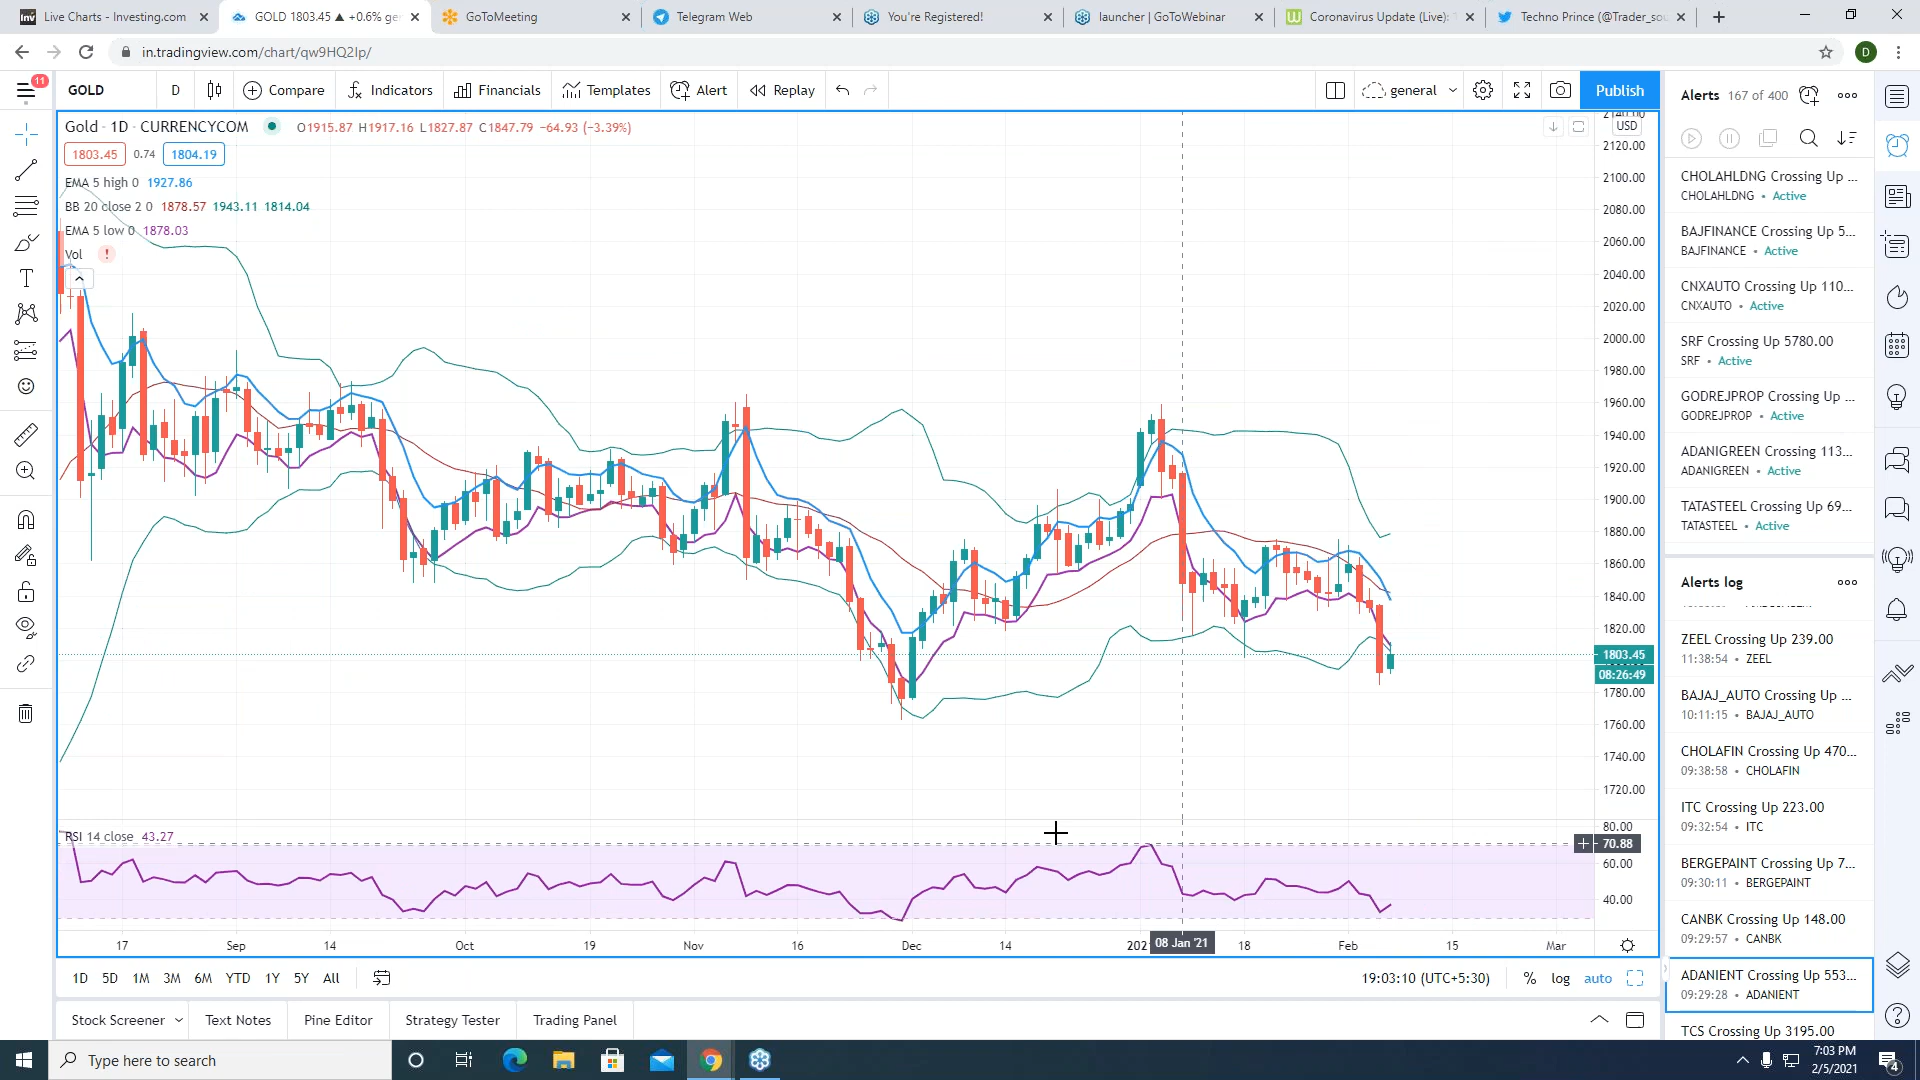 Live Charts - Investing.com
GOLD 1803.45 ▲ +0.6% ger
GoToMeeting
Telegram Web
You're Registered!
launcher | GoToWebinar
Coronavirus Update (Live):
Techno Prince (@Trader_sou
in.tradingview.com/chart/qw9HQ2Ip/
D
11
GOLD
D
Compare
Indicators
Financials
Templates
Alert
Replay
general
Publish
Gold · 1D · CURRENCYCOM
O1915.87 H1917.16 L1827.87 C1847.79 −64.93 (−3.39%)
1803.45 0.74 1804.19
EMA 5 high 0 1927.86
BB 20 close 2 0 1878.57 1943.11 1814.04
EMA 5 low 0 1878.03
Vol !
USD
2140.00
2120.00
2100.00
2080.00
2060.00
2040.00
2020.00
2000.00
1980.00
1960.00
1940.00
1920.00
1900.00
1880.00
1860.00
1840.00
1820.00
1803.45
08:26:49
1780.00
1760.00
1740.00
1720.00
RSI 14 close 43.27
80.00
70.88
60.00
40.00
17 Sep 14 Oct 19 Nov 16 Dec 14 202 08 Jan '21 18 Feb 15 Mar
1D 5D 1M 3M 6M YTD 1Y 5Y All
19:03:10 (UTC+5:30) % log auto
Stock Screener
Text Notes
Pine Editor
Strategy Tester
Trading Panel
Alerts 167 of 400
CHOLAHLDNG Crossing Up ...
CHOLAHLDNG • Active
BAJFINANCE Crossing Up 5...
BAJFINANCE • Active
CNXAUTO Crossing Up 110...
CNXAUTO • Active
SRF Crossing Up 5780.00
SRF • Active
GODREJPROP Crossing Up ...
GODREJPROP • Active
ADANIGREEN Crossing Up 113...
ADANIGREEN • Active
TATASTEEL Crossing Up 69...
TATASTEEL • Active
Alerts log
ZEEL Crossing Up 239.00
11:38:54 • ZEEL
BAJAJ_AUTO Crossing Up ...
10:11:15 • BAJAJ_AUTO
CHOLAFIN Crossing Up 470...
09:38:58 • CHOLAFIN
ITC Crossing Up 223.00
09:32:54 • ITC
BERGEPAINT Crossing Up 7...
09:30:11 • BERGEPAINT
CANBK Crossing Up 148.00
09:29:57 • CANBK
ADANIENT Crossing Up 553...
09:29:28 • ADANIENT
TCS Crossing Up 3195.00
Type here to search
7:03 PM
2/5/2021
4